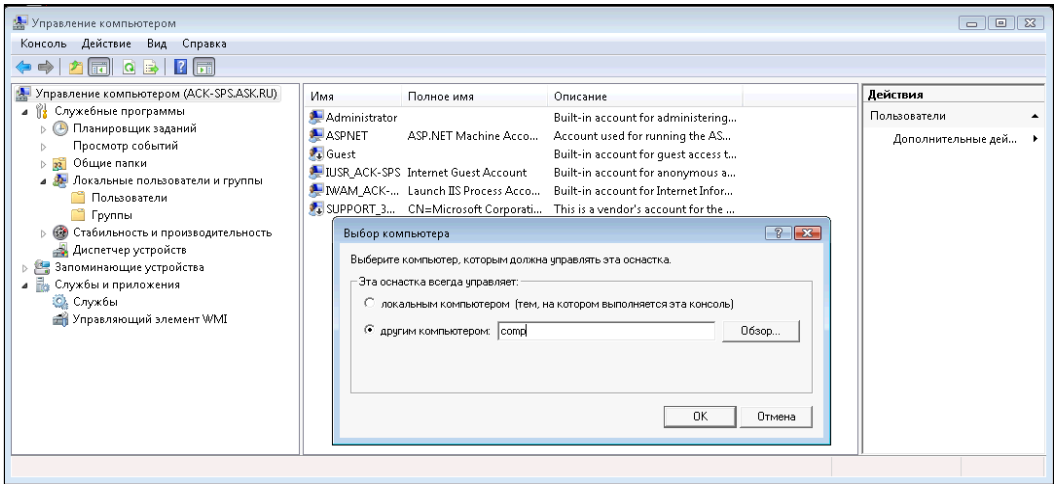 Управление компьютером
Консоль Действие Вид Справка
Управление компьютером (ACK-SPS.ASK.RU)
Служебные программы
Планировщик заданий
Просмотр событий
Общие папки
Локальные пользователи и группы
Пользователи
Группы
Стабильность и производительность
Диспетчер устройств
Запоминающие устройства
Службы и приложения
Службы
Управляющий элемент WMI
Имя Полное имя Описание
Administrator Built-in account for administering...
ASPNET ASP.NET Machine Acco... Account used for running the AS...
Guest Built-in account for guest access t...
IUSR_ACK-SPS Internet Guest Account Built-in account for anonymous a...
IWAM_ACK-... Launch IIS Process Acco... Built-in account for Internet Infor...
SUPPORT_3... CN=Microsoft Corporati... This is a vendor's account for the ...
Выбор компьютера
Выберите компьютер, которым должна управлять эта оснастка.
Эта оснастка всегда управляет:
локальным компьютером (тем, на котором выполняется эта консоль)
другим компьютером: comp Обзор...
OK Отмена
Действия
Пользователи
Дополнительные дей...